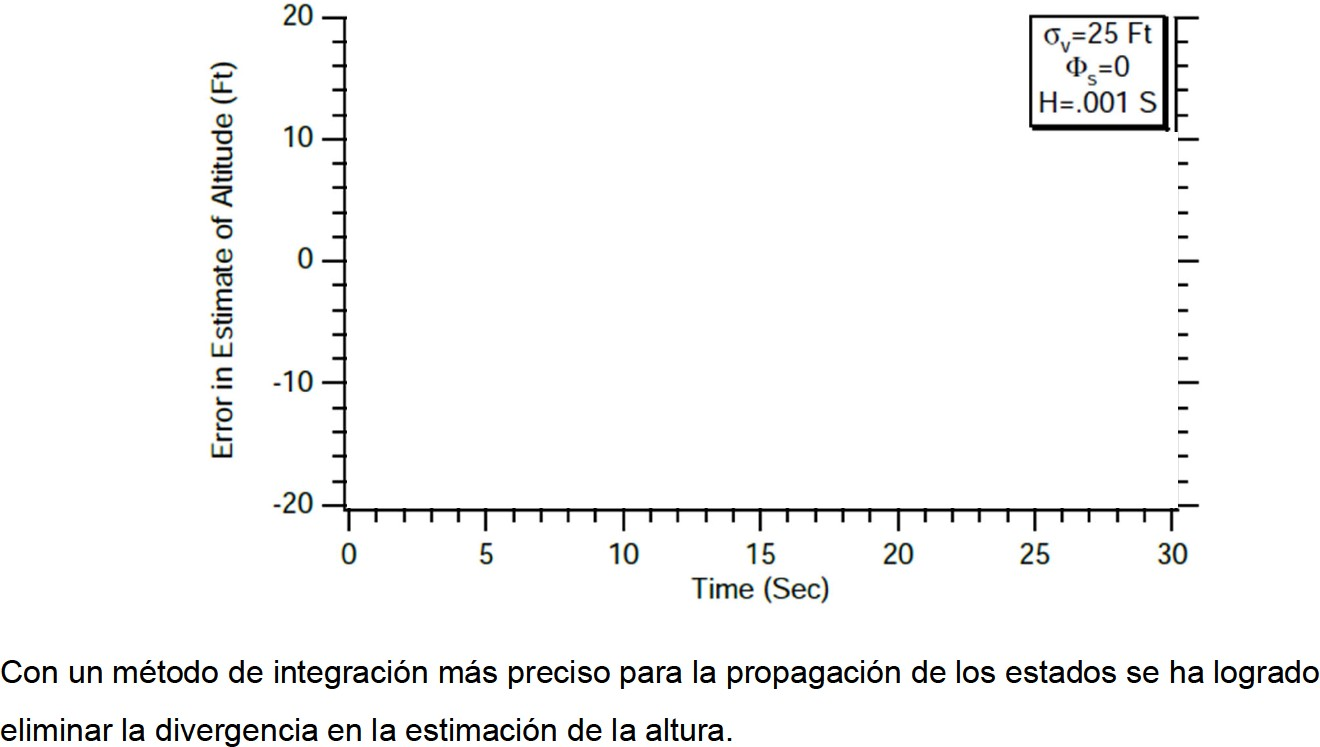 20
10
0
-10
-20
Error in Estimate of Altitude (Ft)
σv=25 Ft
Φs=0
H=.001 S
0 5 10 15 20 25 30
Time (Sec)
Con un método de integración más preciso para la propagación de los estados se ha logrado
eliminar la divergencia en la estimación de la altura.